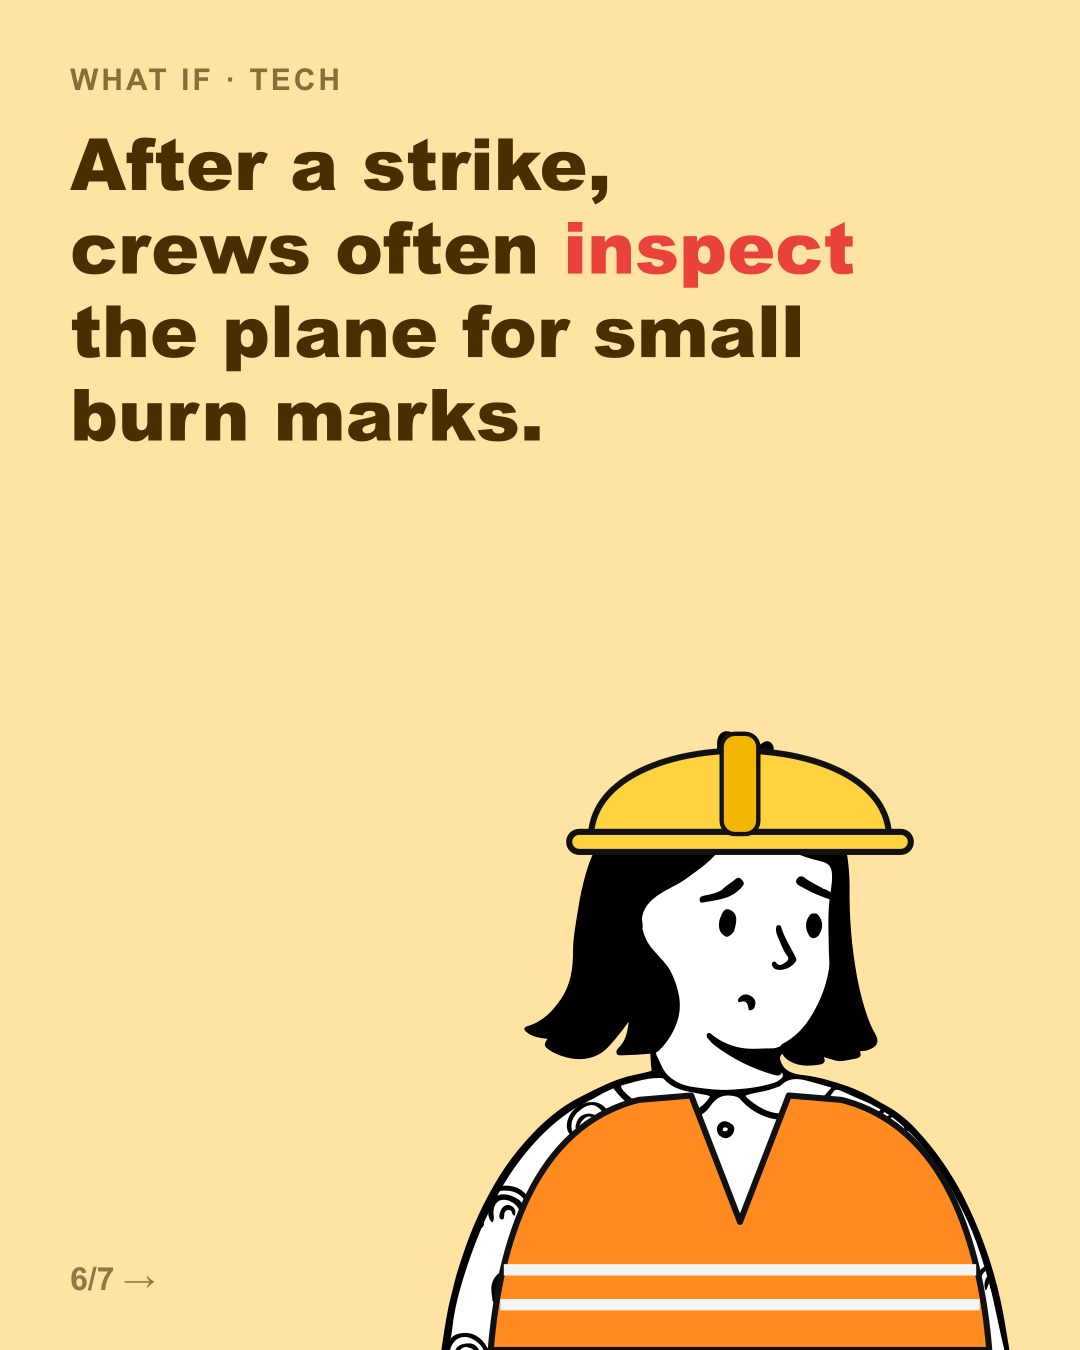 WHAT IF · TECH
After a strike,
crews often inspect
the plane for small
burn marks.
6/7 →